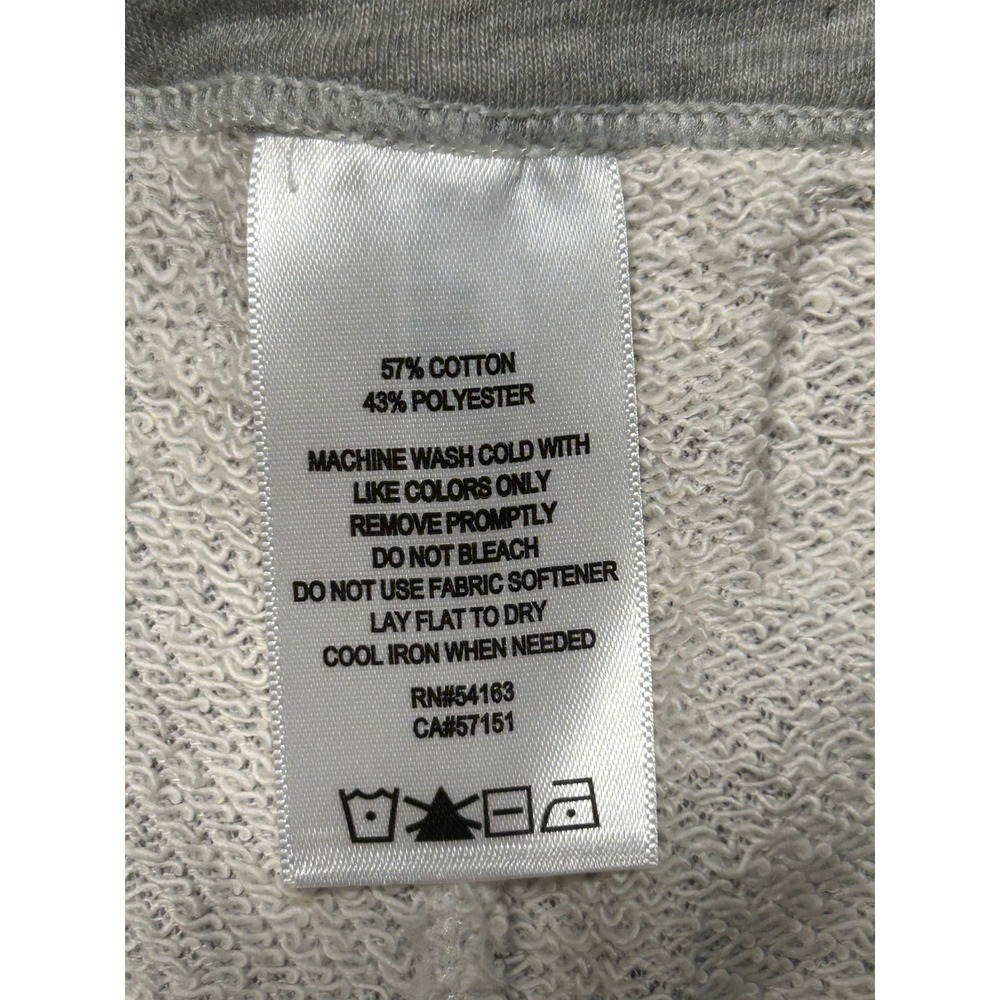 57% COTTON
43% POLYESTER
MACHINE WASH COLD WITH
LIKE COLORS ONLY
REMOVE PROMPTLY
DO NOT BLEACH
DO NOT USE FABRIC SOFTENER
LAY FLAT TO DRY
COOL IRON WHEN NEEDED
RN#54163
CA#57151